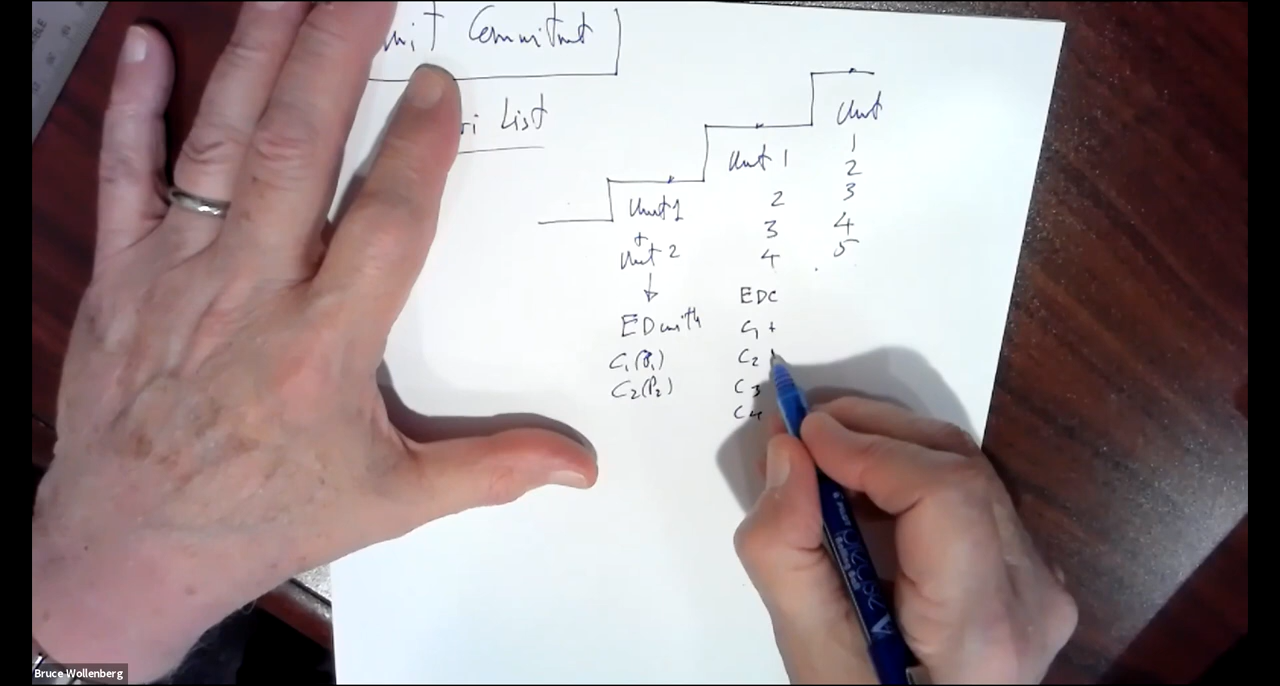 Commitment
List
Unit
1
2
3
4
5
Unit 1
2
3
4
EDC
C1 +
C2
C3
C4
Unit 1
+
Unit 2
ED with
C1(P1)
C2(P2)
Bruce Wollenberg